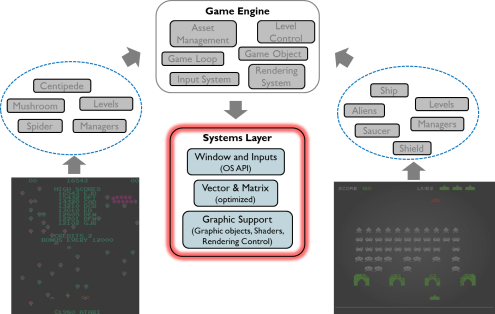 Game Engine
Asset
Management
Level
Control
Game Loop
Game Object
Input System
Rendering
System
Centipede
Mushroom
Levels
Spider
Managers
Ship
Aliens
Levels
Saucer
Managers
Shield
Systems Layer
Window and Inputs
(OS API)
Vector & Matrix
(optimized)
Graphic Support
(Graphic objects, Shaders,
Rendering Control)
HIGH SCORES
SCORE
LIVES